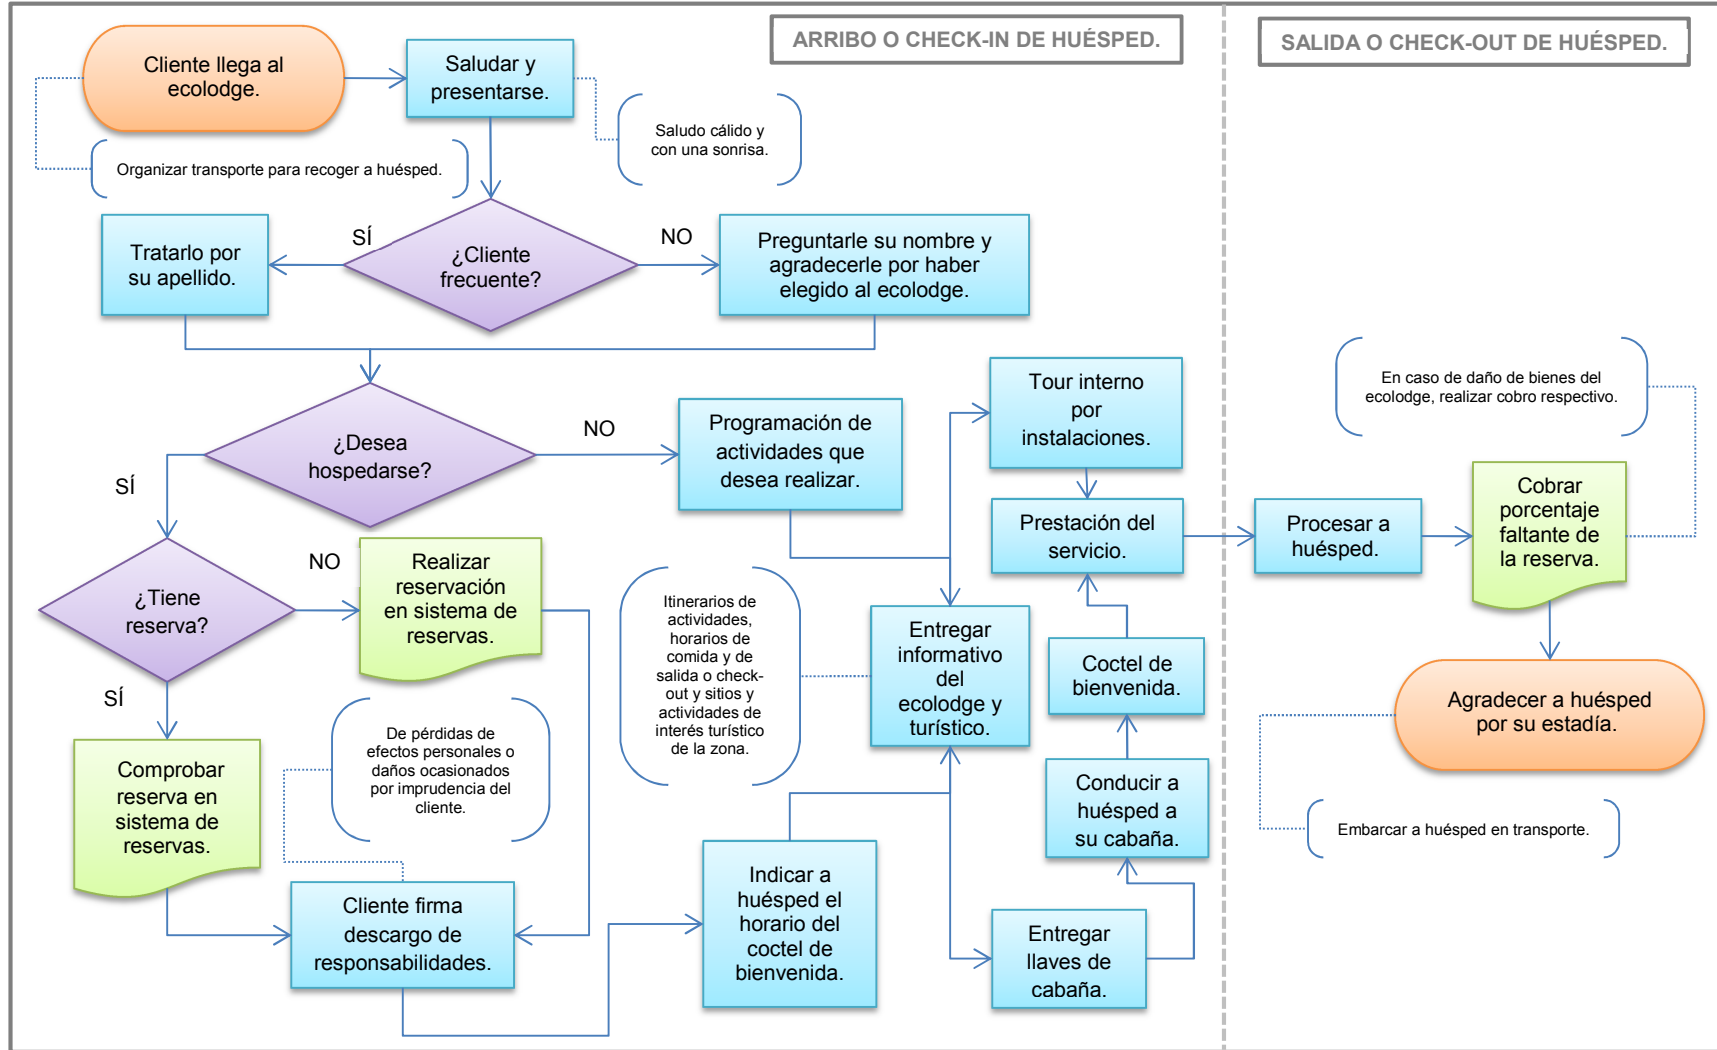 ARRIBO O CHECK-IN DE HUÉSPED.
SALIDA O CHECK-OUT DE HUÉSPED.
Cliente llega al
ecolodge.
Saludar y
presentarse.
Saludo cálido y
con una sonrisa.
Organizar transporte para recoger a huésped.
SÍ
NO
Tratarlo por
su apellido.
¿Cliente
frecuente?
Preguntarle su nombre y
agradecerle por haber
elegido al ecolodge.
¿Desea
hospedarse?
NO
SÍ
Programación de
actividades que
desea realizar.
Tour interno
por
instalaciones.
En caso de daño de bienes del
ecolodge, realizar cobro respectivo.
Prestación del
servicio.
Procesar a
huésped.
Cobrar
porcentaje
faltante de
la reserva.
¿Tiene
reserva?
NO
SÍ
Realizar
reservación
en sistema de
reservas.
Itinerarios de
actividades,
horarios de
comida y de
salida o check-
out y sitios y
actividades de
interés turístico
de la zona.
Entregar
informativo
del
ecolodge y
turístico.
Coctel de
bienvenida.
Agradecer a huésped
por su estadía.
Comprobar
reserva en
sistema de
reservas.
De pérdidas de
efectos personales o
daños ocasionados
por imprudencia del
cliente.
Conducir a
huésped a
su cabaña.
Embarcar a huésped en transporte.
Cliente firma
descargo de
responsabilidades.
Indicar a
huésped el
horario del
coctel de
bienvenida.
Entregar
llaves de
cabaña.